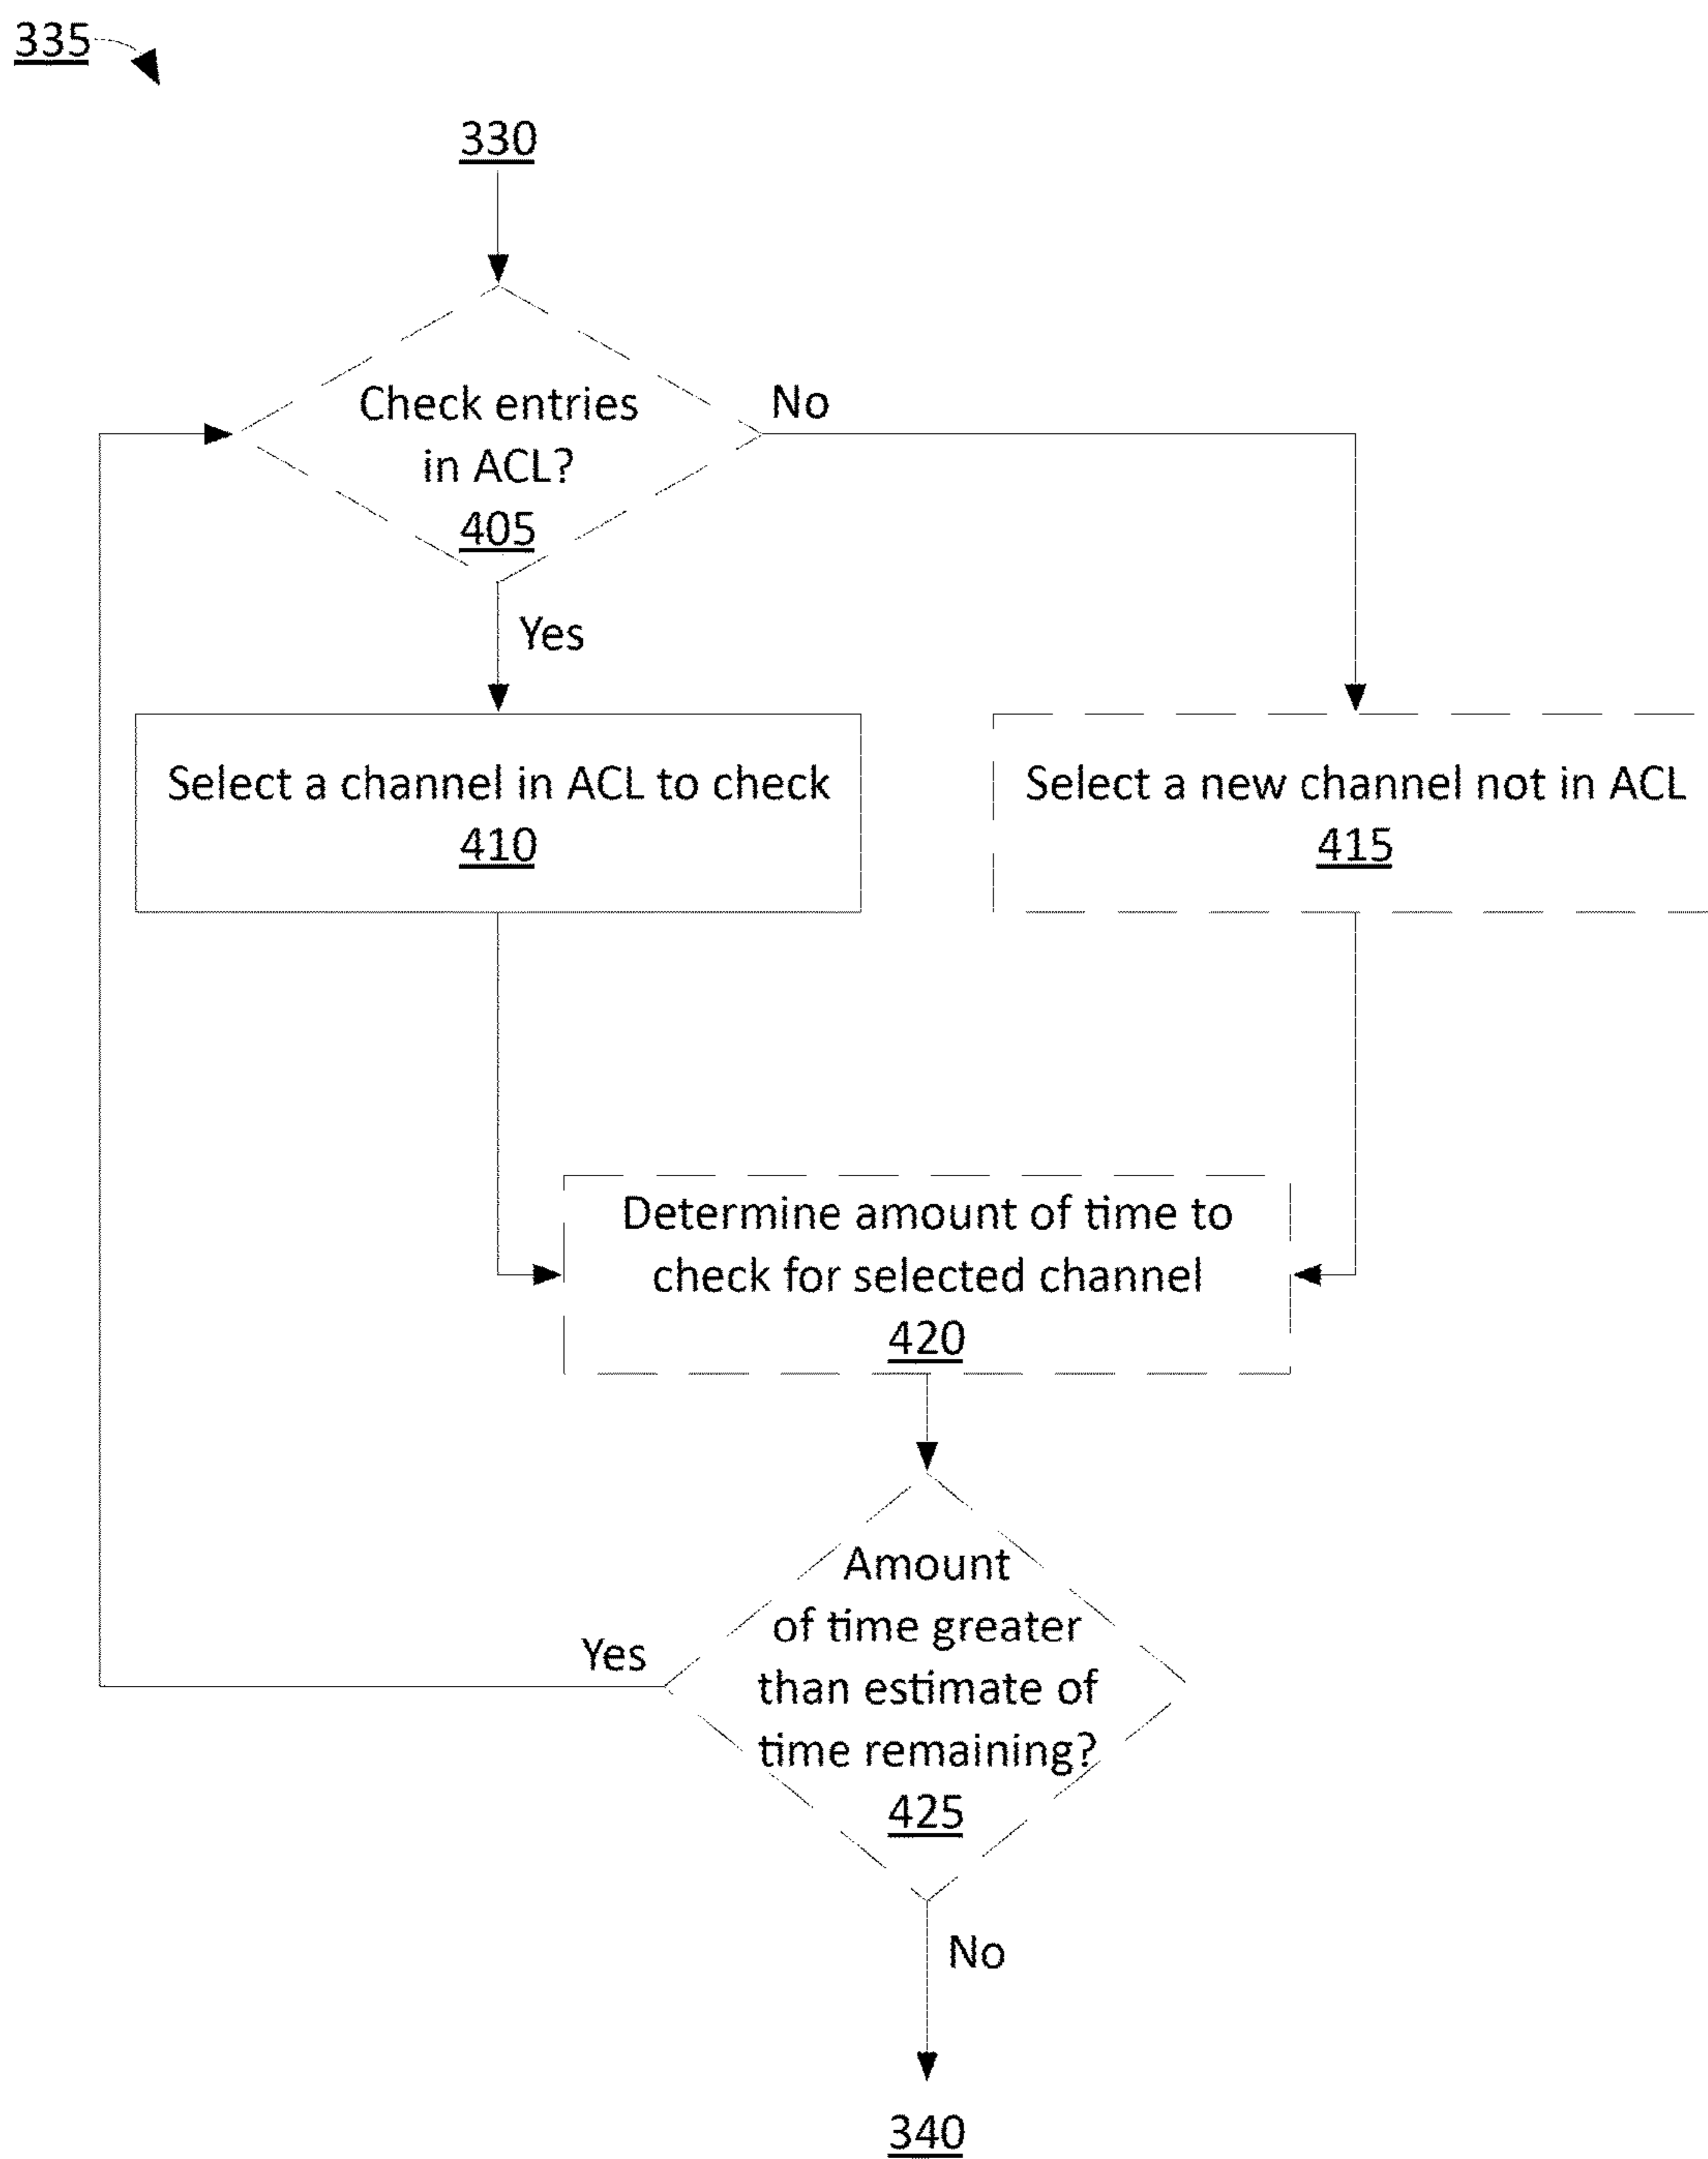 335
330
Check entries
in ACL?
405
No
Yes
Select a channel in ACL to check
410
Select a new channel not in ACL
415
Determine amount of time to
check for selected channel
420
Amount
of time greater
than estimate of
time remaining?
425
Yes
No
340